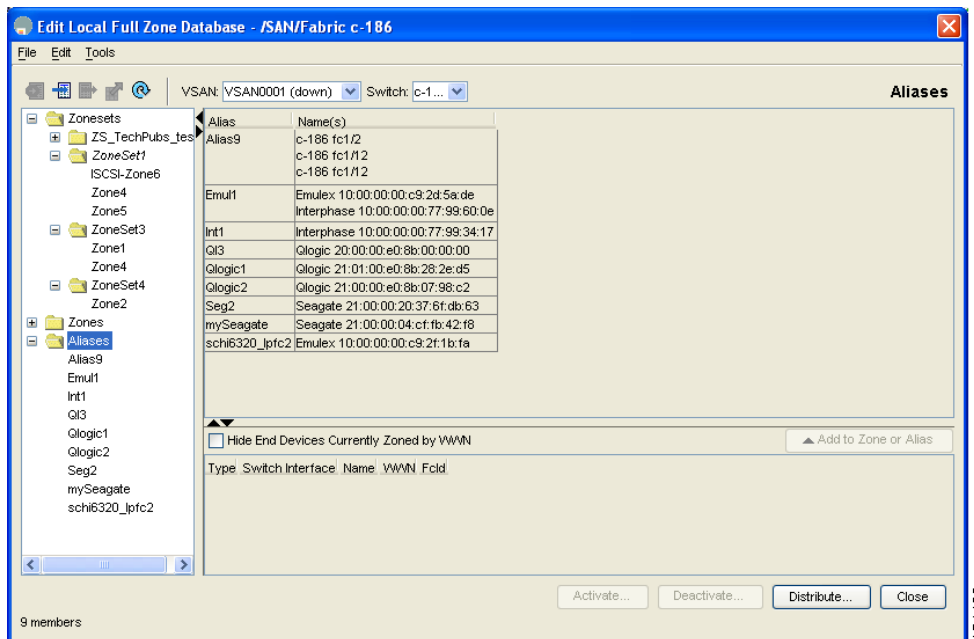 Edit Local Full Zone Database - /SAN/Fabric c-186
File Edit Tools
VSAN: VSAN0001 (down) Switch: c-1... Aliases
Zonesets
ZS_TechPubs_tes
ZoneSet1
ISCSI-Zone6
Zone4
Zone5
ZoneSet3
Zone1
Zone4
ZoneSet4
Zone2
Zones
Aliases
Alias9
Emul1
Int1
Ql3
Qlogic1
Qlogic2
Seg2
mySeagate
schi6320_lpfc2
Alias Name(s)
Alias9 c-186 fc1/2
c-186 fc1/12
c-186 fc1/12
Emul1 Emulex 10:00:00:00:c9:2d:5a:de
Interphase 10:00:00:00:77:99:60:0e
Int1 Interphase 10:00:00:00:77:99:34:17
Ql3 Qlogic 20:00:00:e0:8b:00:00:00
Qlogic1 Qlogic 21:01:00:e0:8b:28:2e:d5
Qlogic2 Qlogic 21:00:00:e0:8b:07:98:c2
Seg2 Seagate 21:00:00:20:37:6f:db:63
mySeagate Seagate 21:00:00:04:cf:fb:42:f8
schi6320_lpfc2 Emulex 10:00:00:00:c9:2f:1b:fa
Hide End Devices Currently Zoned by WWN Add to Zone or Alias
Type Switch Interface Name WWN FcId
Activate... Deactivate... Distribute... Close
9 members